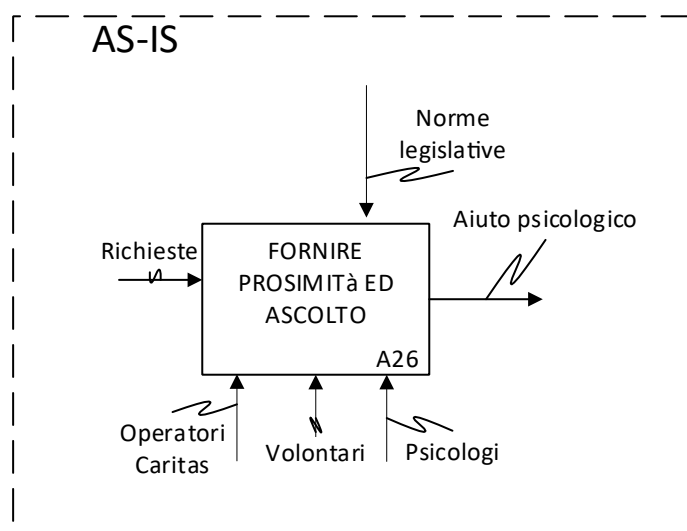 AS-IS
Norme
legislative
Aiuto psicologico
Richieste
FORNIRE
PROSIMITà ED
ASCOLTO
A26
Operatori
Caritas
Volontari
Psicologi